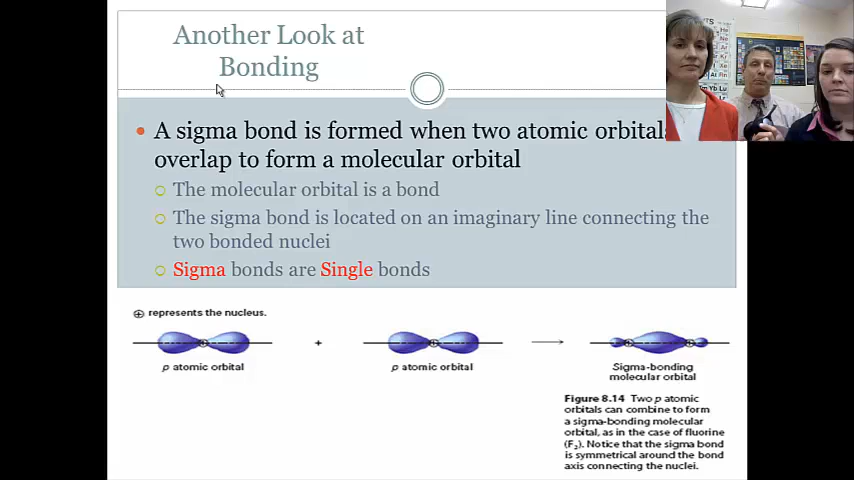 Another Look at
Bonding
A sigma bond is formed when two atomic orbitals
overlap to form a molecular orbital
The molecular orbital is a bond
The sigma bond is located on an imaginary line connecting the
two bonded nuclei
Sigma bonds are Single bonds
represents the nucleus.
+
p atomic orbital
p atomic orbital
Sigma-bonding
molecular orbital
Figure 8.14 Two p atomic
orbitals can combine to form
a sigma-bonding molecular
orbital, as in the case of fluorine
(F₂). Notice that the sigma bond
is symmetrical around the bond
axis connecting the nuclei.